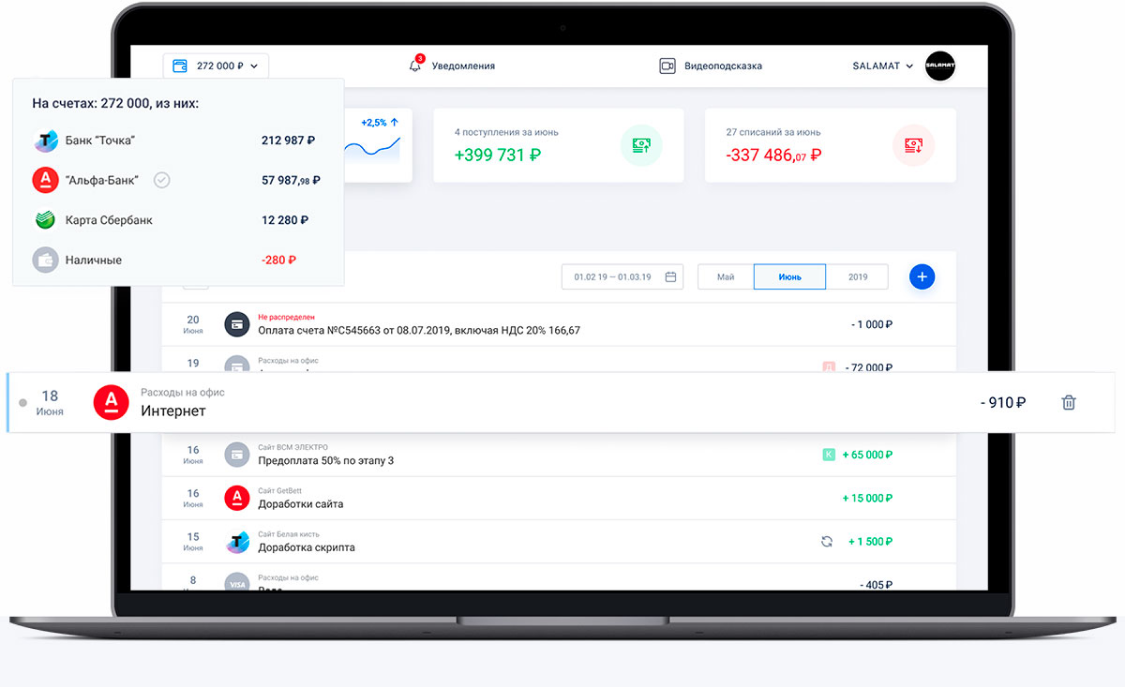 272 000 ₽
3
Уведомления
Видеоподсказка
SALAMAT
SALAMAT
На счетах: 272 000, из них:
Т Банк "Точка" 212 987 ₽
А "Альфа-Банк" 57 987,98 ₽
Карта Сбербанк 12 280 ₽
Наличные -280 ₽
+2,5%
4 поступления за июнь
+399 731 ₽
27 списаний за июнь
-337 486,07 ₽
01.02 19 – 01.03.19
Май
Июнь
2019
+
20 Июня
Не распределен
Оплата счета №С545663 от 08.07.2019, включая НДС 20% 166,67
- 1 000 ₽
19
Расходы на офис
- 72 000 ₽
18 Июня
А
Расходы на офис
Интернет
- 910 ₽
16 Июня
Сайт ВСМ ЭЛЕКТРО
Предоплата 50% по этапу 3
К + 65 000 ₽
16 Июня
А
Сайт GetBett
Доработки сайта
+ 15 000 ₽
15 Июня
Т
Сайт Белая кисть
Доработка скрипта
+ 1 500 ₽
8
VISA
Расходы на офис
- 405 ₽